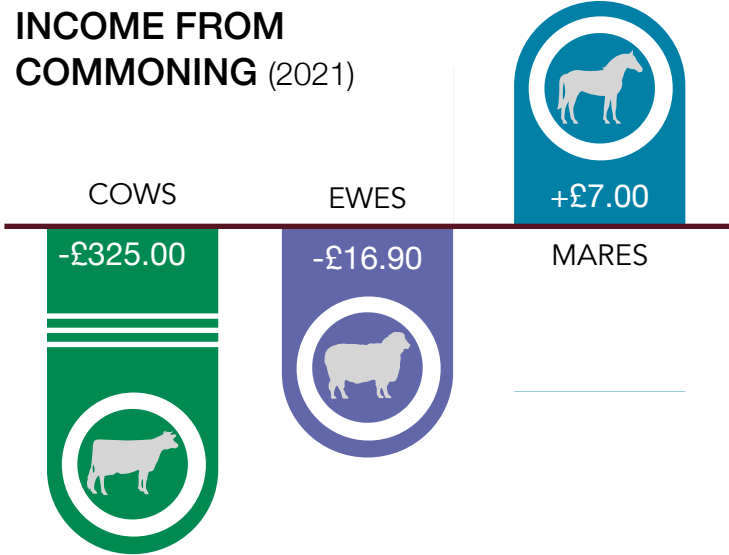 INCOME FROM
COMMONING (2021)
COWS
-£325.00
EWES
-£16.90
+£7.00
MARES